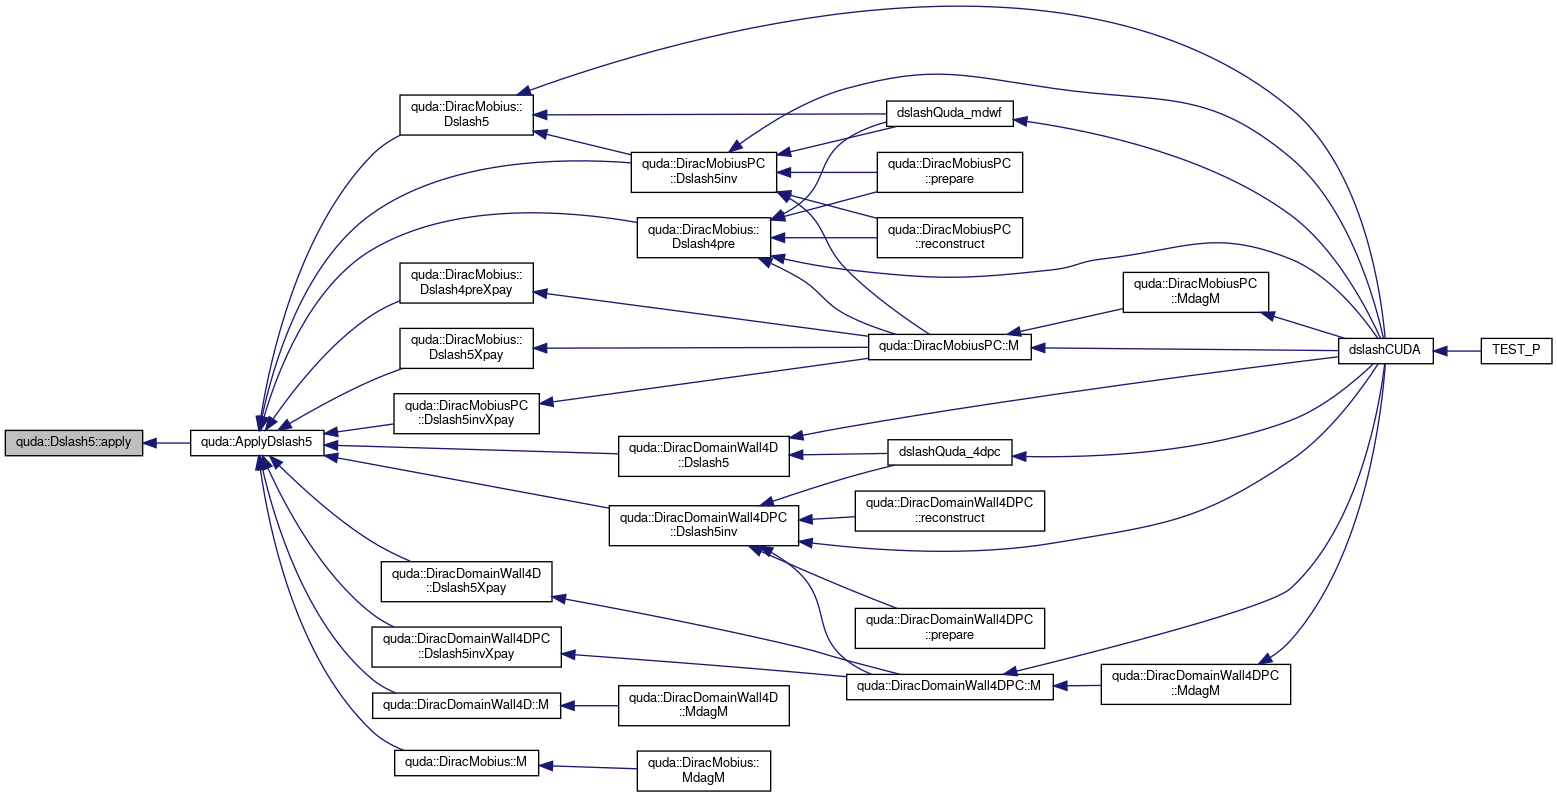 quda::Dslash5::apply
quda::ApplyDslash5
quda::DiracMobius::
Dslash5
quda::DiracMobiusPC
::Dslash5inv
quda::DiracMobius::
Dslash4pre
quda::DiracMobius::
Dslash4preXpay
quda::DiracMobius::
Dslash5Xpay
quda::DiracMobiusPC
::Dslash5invXpay
quda::DiracDomainWall4D
::Dslash5
quda::DiracDomainWall4DPC
::Dslash5inv
quda::DiracDomainWall4D
::Dslash5Xpay
quda::DiracDomainWall4DPC
::Dslash5invXpay
quda::DiracDomainWall4D::M
quda::DiracDomainWall4D
::MdagM
quda::DiracMobius::M
quda::DiracMobius::
MdagM
dslashQuda_mdwf
quda::DiracMobiusPC
::prepare
quda::DiracMobiusPC
::reconstruct
quda::DiracMobiusPC::M
quda::DiracMobiusPC
::MdagM
dslashQuda_4dpc
quda::DiracDomainWall4DPC
::reconstruct
quda::DiracDomainWall4DPC
::prepare
quda::DiracDomainWall4DPC::M
quda::DiracDomainWall4DPC
::MdagM
dslashCUDA
TEST_P